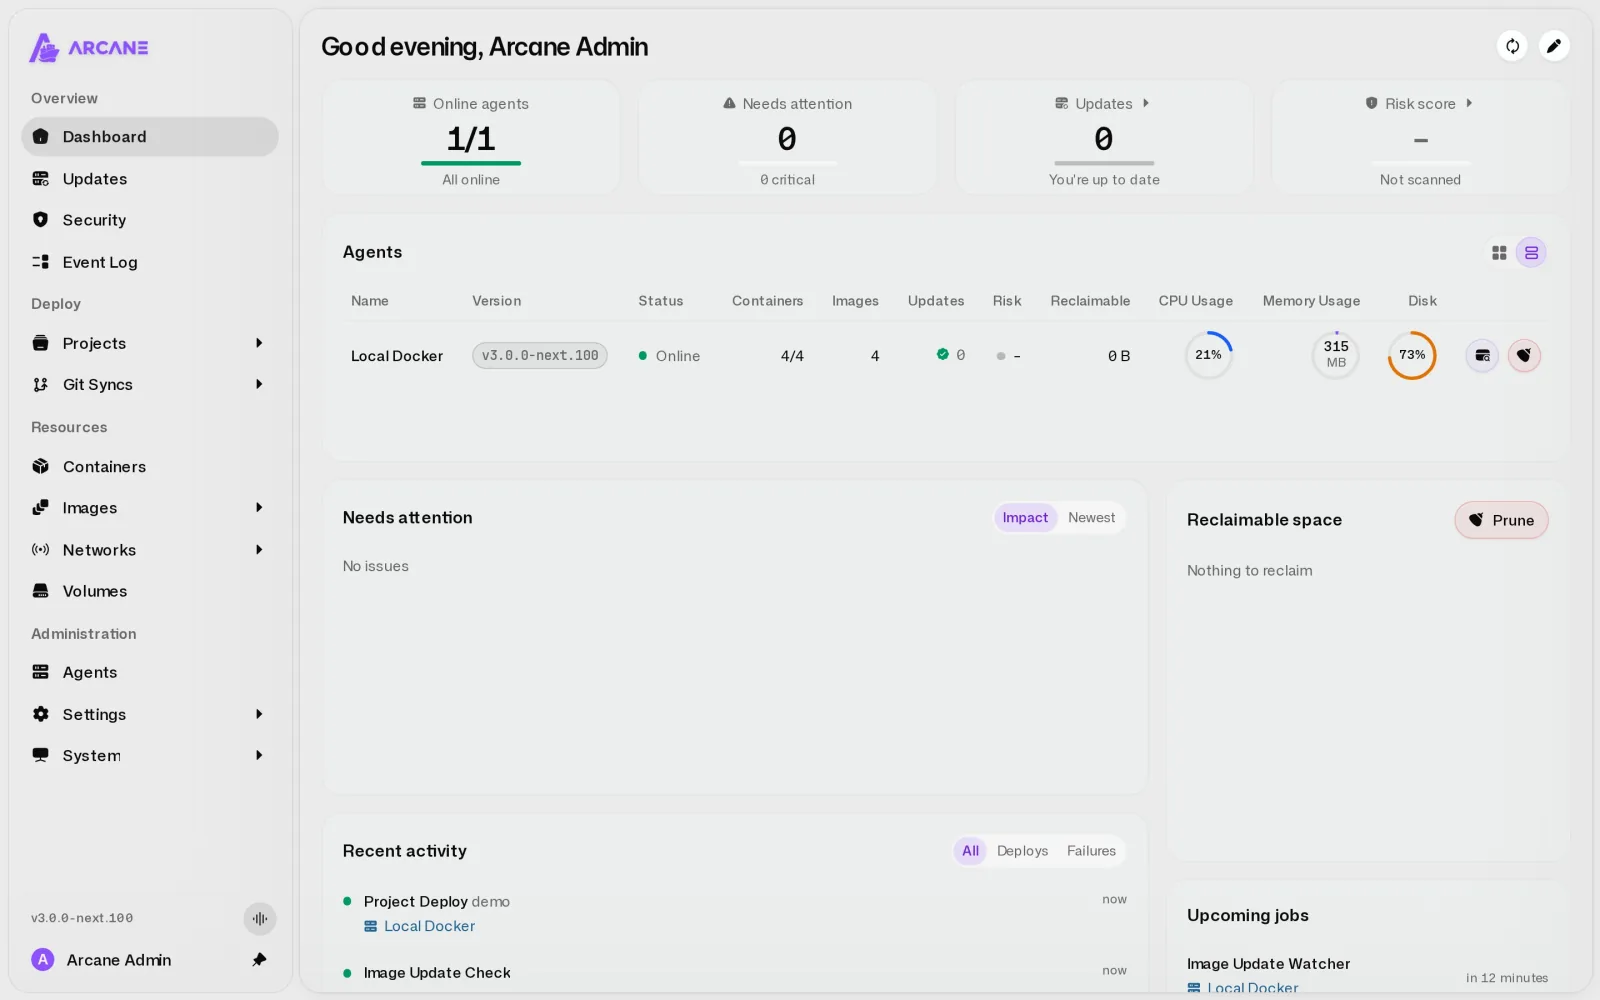 ARCANE
Overview
Dashboard
Updates
Security
Event Log
Deploy
Projects
Git Syncs
Resources
Containers
Images
Networks
Volumes
Administration
Agents
Settings
System
v3.0.0-next.100
A Arcane Admin
Good evening, Arcane Admin
Online agents
1/1
All online
Needs attention
0
0 critical
Updates
0
You're up to date
Risk score
–
Not scanned
Agents
Name Version Status Containers Images Updates Risk Reclaimable CPU Usage Memory Usage Disk
Local Docker v3.0.0-next.100 Online 4/4 4 0 – 0 B 21% 315 MB 73%
Needs attention
Impact Newest
No issues
Reclaimable space
Prune
Nothing to reclaim
Recent activity
All Deploys Failures
Project Deploy demo now
Local Docker
Image Update Check now
Upcoming jobs
Image Update Watcher
in 12 minutes
Local Docker